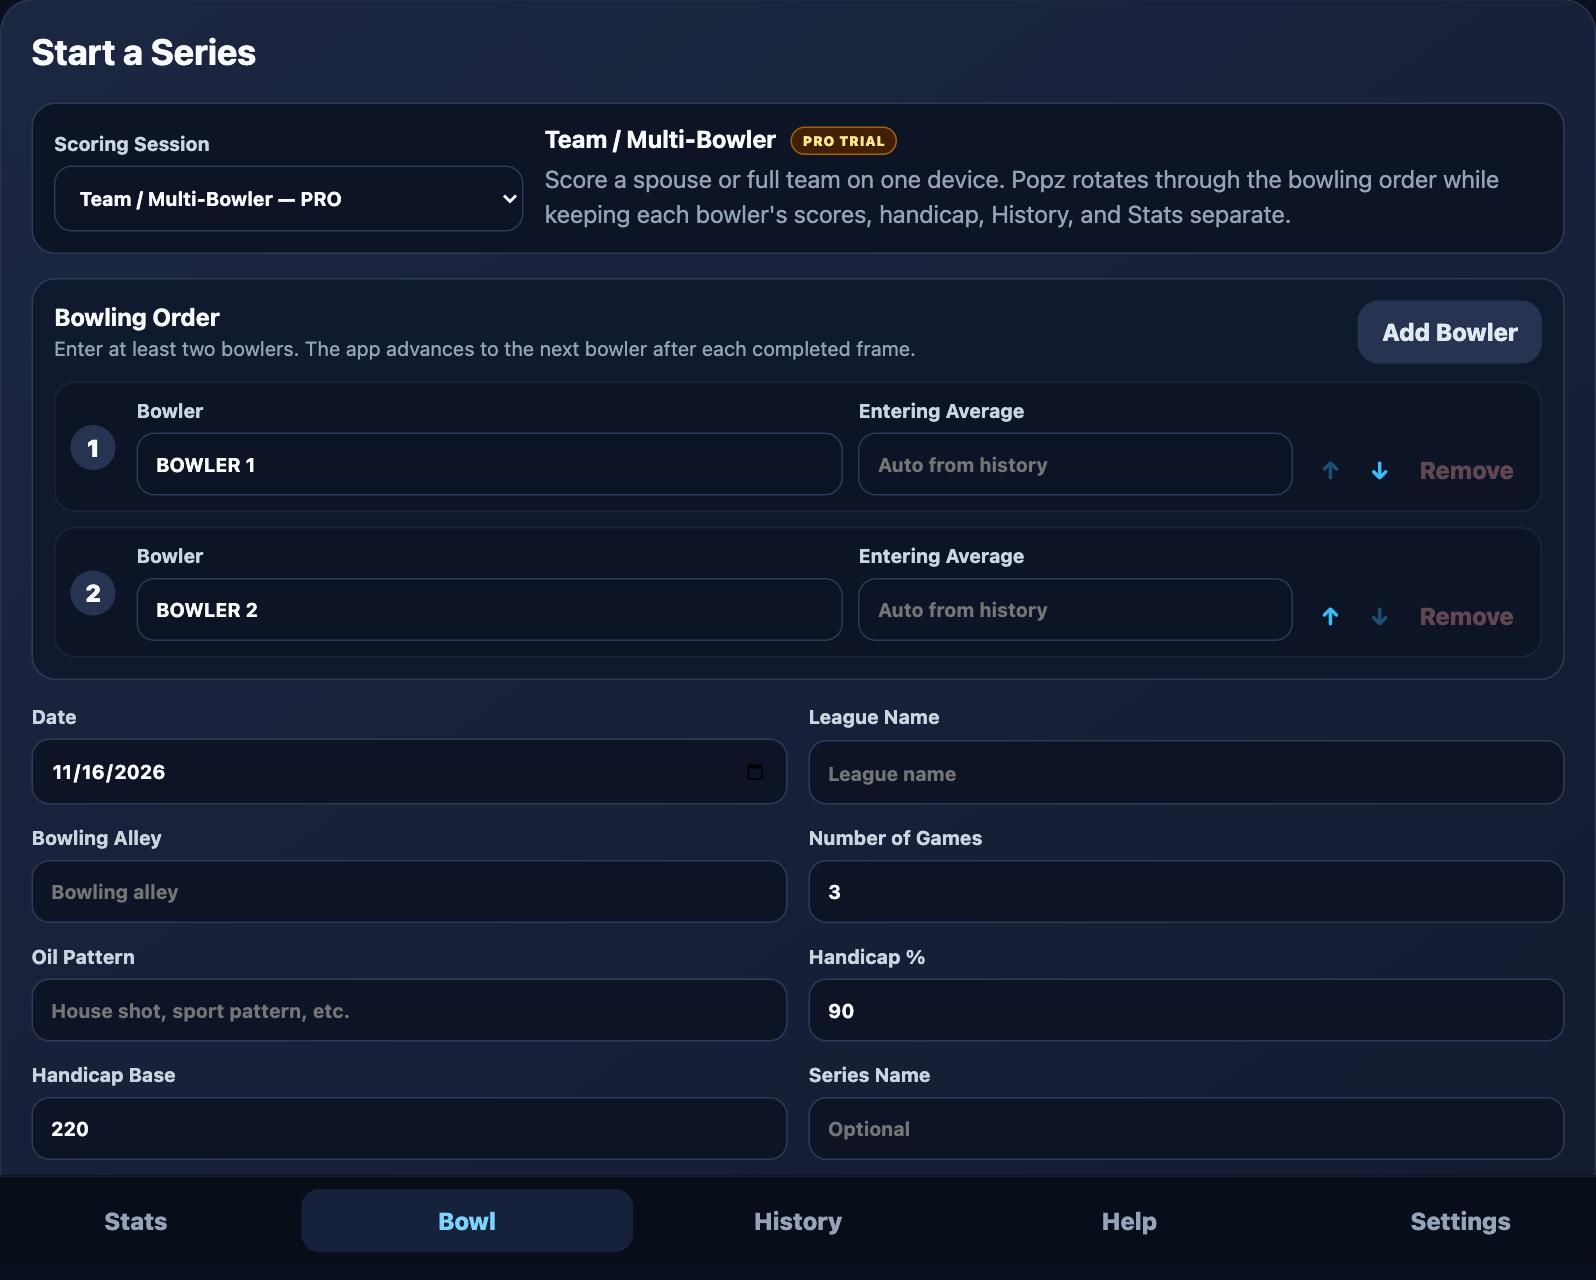 Start a Series
Scoring Session
Team / Multi-Bowler — PRO
Team / Multi-Bowler PRO TRIAL
Score a spouse or full team on one device. Popz rotates through the bowling order while
keeping each bowler's scores, handicap, History, and Stats separate.
Bowling Order
Enter at least two bowlers. The app advances to the next bowler after each completed frame.
Add Bowler
1
Bowler
BOWLER 1
Entering Average
Auto from history
↑ ↓ Remove
2
Bowler
BOWLER 2
Entering Average
Auto from history
↑ ↓ Remove
Date
11/16/2026
League Name
League name
Bowling Alley
Bowling alley
Number of Games
3
Oil Pattern
House shot, sport pattern, etc.
Handicap %
90
Handicap Base
220
Series Name
Optional
Stats Bowl History Help Settings